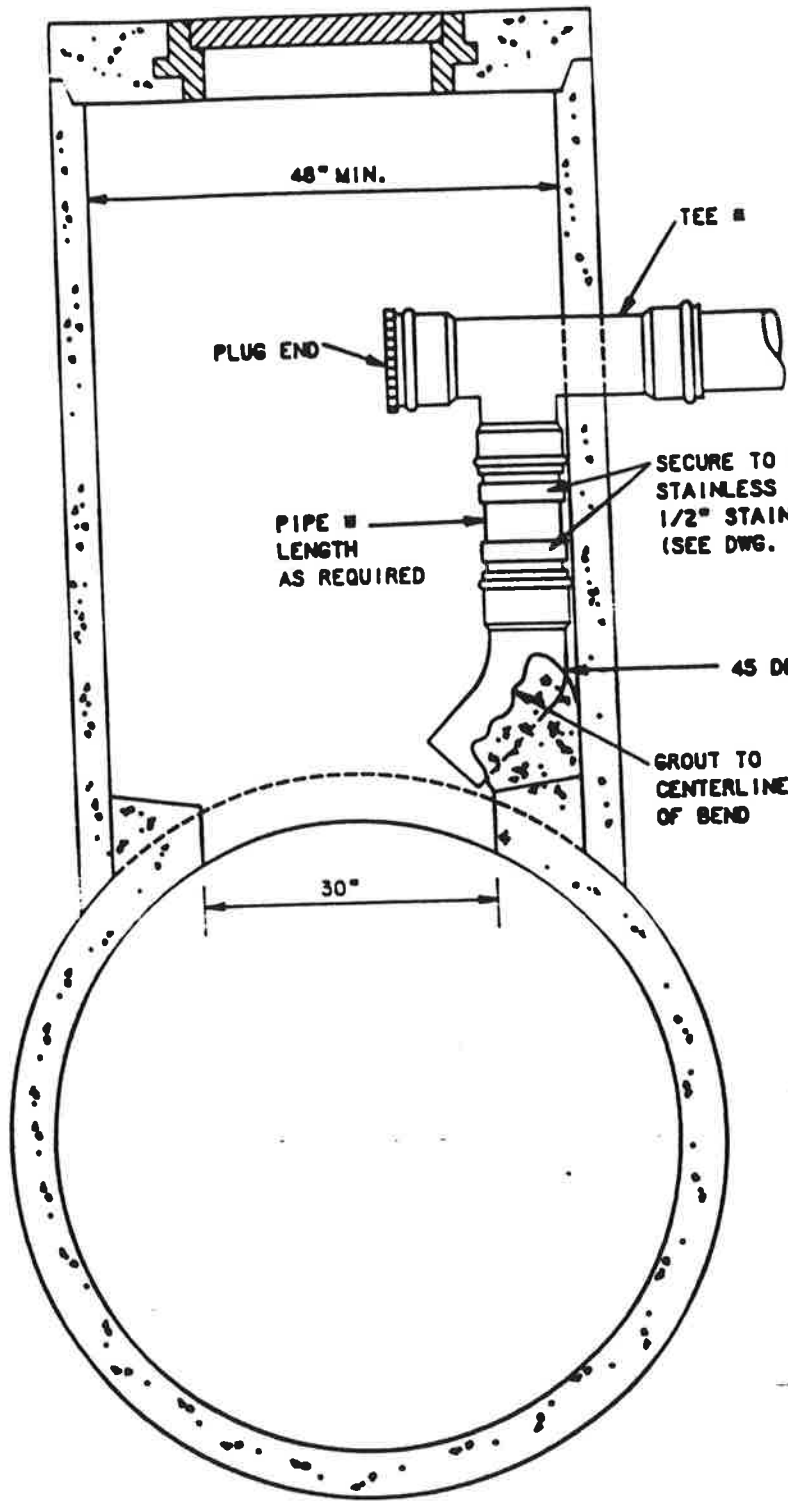 48" MIN.
TEE *
PLUG END
SECURE TO
STAINLESS
1/2" STAIN
(SEE DWG.
PIPE *
LENGTH
AS REQUIRED
45 DE
GROUT TO
CENTERLINE
OF BEND
30"